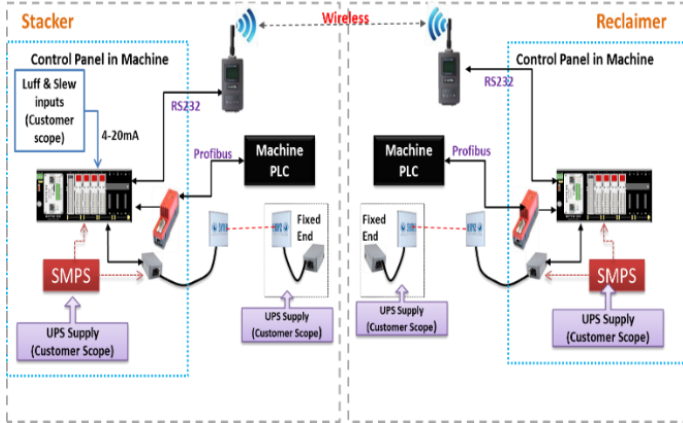 Stacker
Wireless
Reclaimer
Control Panel in Machine
Luff & Slew
inputs
(Customer
scope)
4-20mA
RS232
Profibus
Machine
PLC
Fixed
End
SMPS
UPS Supply
(Customer Scope)
UPS Supply
(Customer Scope)
Control Panel in Machine
RS232
Profibus
Machine
PLC
Fixed
End
SMPS
UPS Supply
(Customer Scope)
UPS Supply
(Customer Scope)